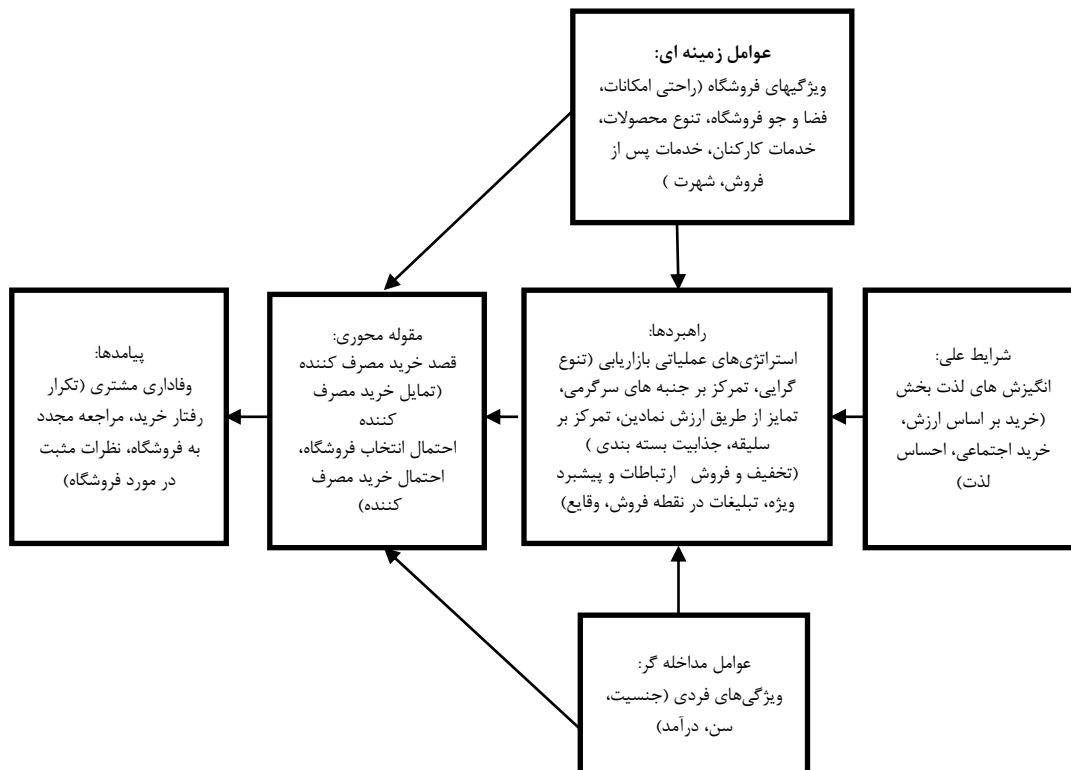 عوامل زمینه ای:
ویژگیهای فروشگاه (راحتی امکانات،
فضا و جو فروشگاه، تنوع محصولات،
خدمات کارکنان، خدمات پس از
فروش، شهرت )
شرایط علی:
انگیزش های لذت بخش
(خرید بر اساس ارزش،
خرید اجتماعی، احساس
لذت)
راهبردها:
استراتژی‌های عملیاتی بازاریابی (تنوع
گرایی، تمرکز بر جنبه های سرگرمی،
تمایز از طریق ارزش نمادین، تمرکز بر
سلیقه، جذابیت بسته بندی )
ارتباطات و پیشبرد (تخفیف و فروش
ویژه، تبلیغات در نقطه فروش، وقایع)
مقوله محوری:
قصد خرید مصرف کننده
(تمایل خرید مصرف
کننده
احتمال انتخاب فروشگاه،
احتمال خرید مصرف
کننده)
پیامدها:
وفاداری مشتری (تکرار
رفتار خرید، مراجعه مجدد
به فروشگاه، نظرات مثبت
در مورد فروشگاه)
عوامل مداخله گر:
ویژگی‌های فردی (جنسیت،
سن، درآمد)